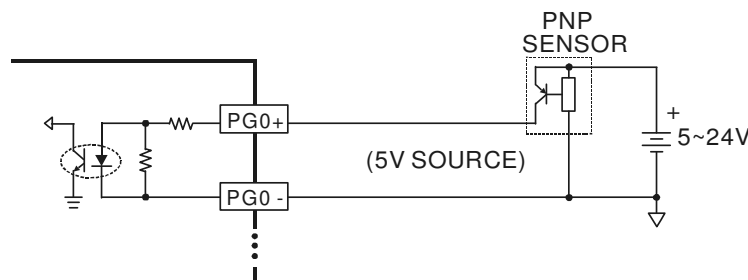 PNP
SENSOR
PG0+
+
5~24V
(5V SOURCE)
PG0 -